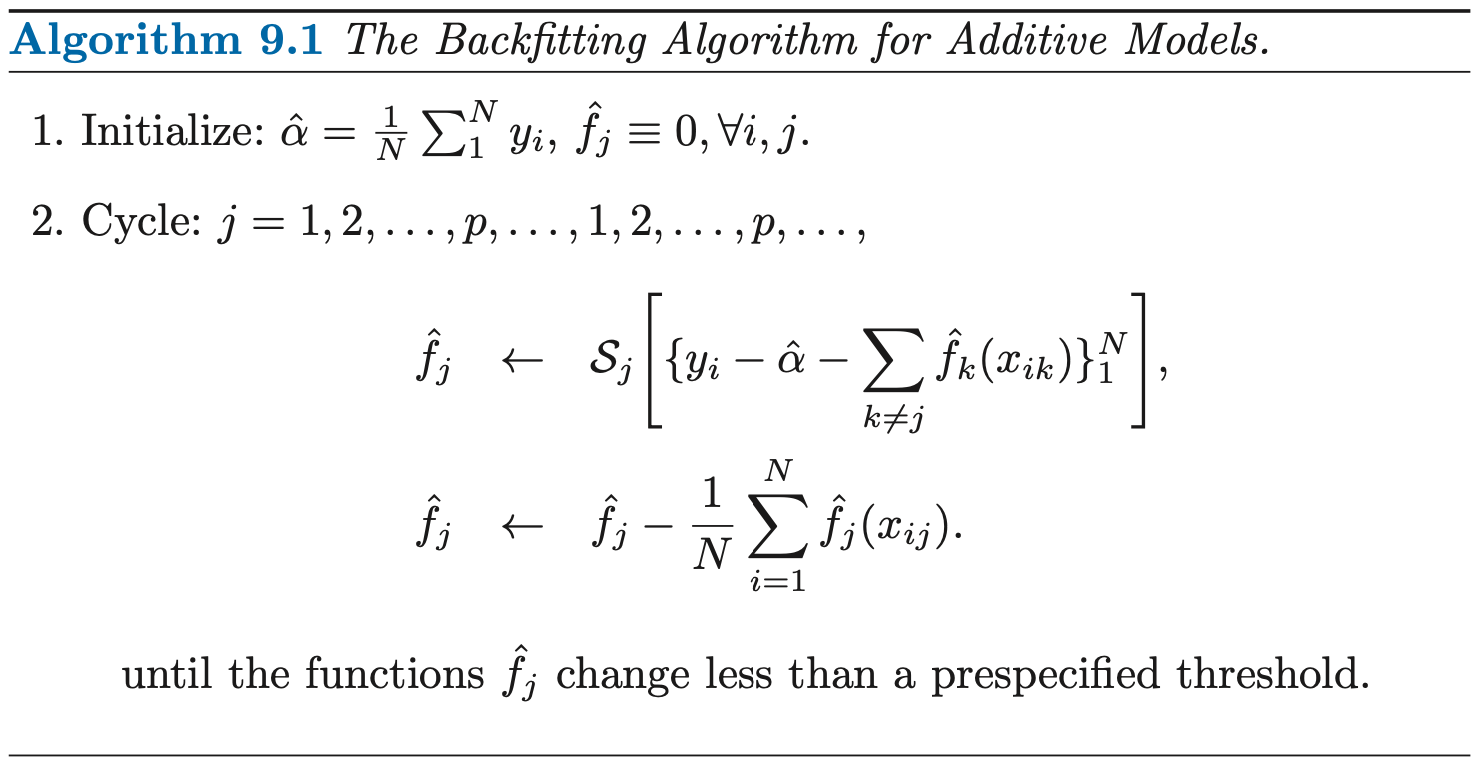 Algorithm 9.1 The Backfitting Algorithm for Additive Models.
1. Initialize: $\hat{\alpha} = \frac{1}{N} \sum_1^N y_i$, $\hat{f}_j \equiv 0, \forall i, j$.
2. Cycle: $j = 1, 2, \ldots, p, \ldots, 1, 2, \ldots, p, \ldots,$
$\hat{f}_j \leftarrow \mathcal{S}_j \left[ \{y_i - \hat{\alpha} - \sum_{k \neq j} \hat{f}_k(x_{ik})\}_1^N \right],$
$\hat{f}_j \leftarrow \hat{f}_j - \frac{1}{N} \sum_{i=1}^N \hat{f}_j(x_{ij}).$
until the functions $\hat{f}_j$ change less than a prespecified threshold.